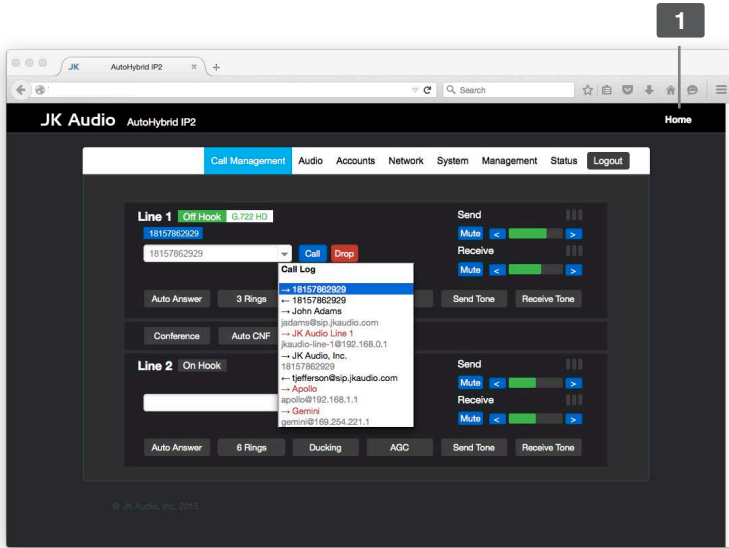 1
JK AutoHybrid IP2 × +
Search
JK Audio AutoHybrid IP2 Home
Call Management Audio Accounts Network System Management Status Logout
Line 1 Off Hook G.722 HD Send
18157862929 Mute < >
18157862929 Call Drop Receive
Mute < >
Call Log
→ 18157862929
← 18157862929
→ John Adams
jadams@sip.jkaudio.com
→ JK Audio Line 1
jkaudio-line-1@192.168.0.1
→ JK Audio, Inc.
18157862929
← tjefferson@sip.jkaudio.com
→ Apollo
apollo@192.168.1.1
→ Gemini
gemini@169.254.221.1
Auto Answer 3 Rings Send Tone Receive Tone
Conference Auto CNF
Line 2 On Hook Send
Mute < >
Receive
Mute < >
Auto Answer 6 Rings Ducking AGC Send Tone Receive Tone
© JK Audio, Inc. 2015